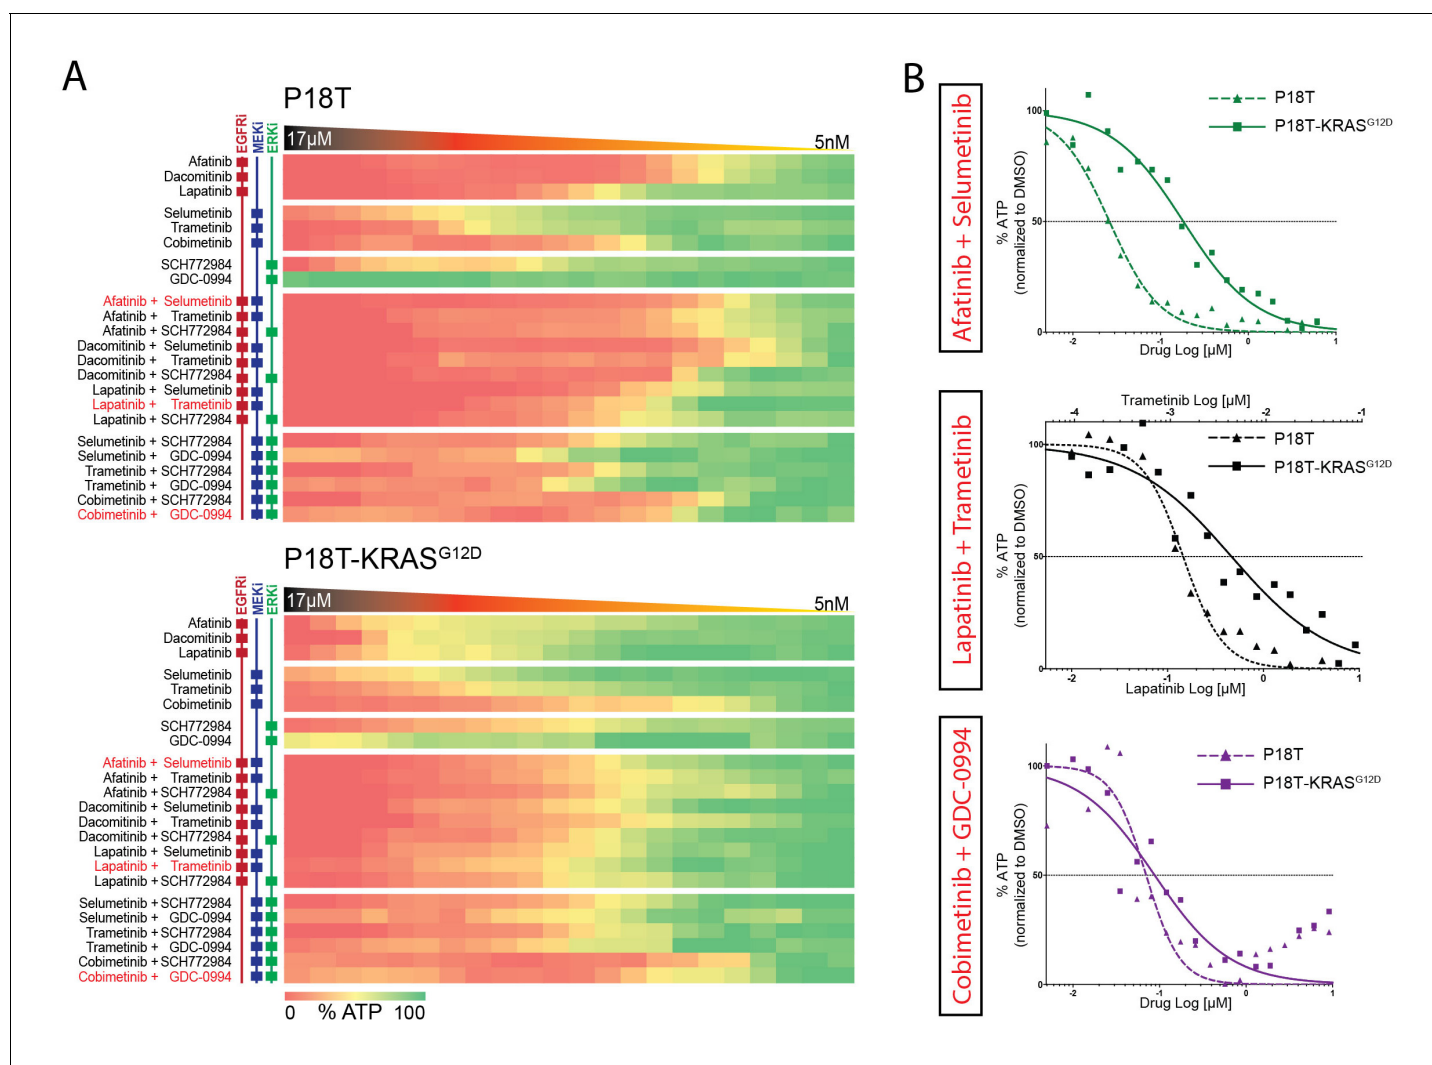 A
P18T
EGFRi
MEKi
ERKi
17µM
5nM
Afatinib
Dacomitinib
Lapatinib
Selumetinib
Trametinib
Cobimetinib
SCH772984
GDC-0994
Afatinib + Selumetinib
Afatinib + Trametinib
Afatinib + SCH772984
Dacomitinib + Selumetinib
Dacomitinib + Trametinib
Dacomitinib + SCH772984
Lapatinib + Selumetinib
Lapatinib + Trametinib
Lapatinib + SCH772984
Selumetinib + SCH772984
Selumetinib + GDC-0994
Trametinib + SCH772984
Trametinib + GDC-0994
Cobimetinib + SCH772984
Cobimetinib + GDC-0994
P18T-KRASG12D
EGFRi
MEKi
ERKi
17µM
5nM
Afatinib
Dacomitinib
Lapatinib
Selumetinib
Trametinib
Cobimetinib
SCH772984
GDC-0994
Afatinib + Selumetinib
Afatinib + Trametinib
Afatinib + SCH772984
Dacomitinib + Selumetinib
Dacomitinib + Trametinib
Dacomitinib + SCH772984
Lapatinib + Selumetinib
Lapatinib + Trametinib
Lapatinib + SCH772984
Selumetinib + SCH772984
Selumetinib + GDC-0994
Trametinib + SCH772984
Trametinib + GDC-0994
Cobimetinib + SCH772984
Cobimetinib + GDC-0994
0 % ATP 100
B
Afatinib + Selumetinib
% ATP
(normalized to DMSO)
100
50
0
P18T
P18T-KRASG12D
-2 -1 0 1
Drug Log [µM]
Lapatinib + Trametinib
Trametinib Log [µM]
-4 -3 -2 -1
% ATP
(normalized to DMSO)
100
50
0
P18T
P18T-KRASG12D
-2 -1 0 1
Lapatinib Log [µM]
Cobimetinib + GDC-0994
% ATP
(normalized to DMSO)
100
50
0
P18T
P18T-KRASG12D
-2 -1 0 1
Drug Log [µM]